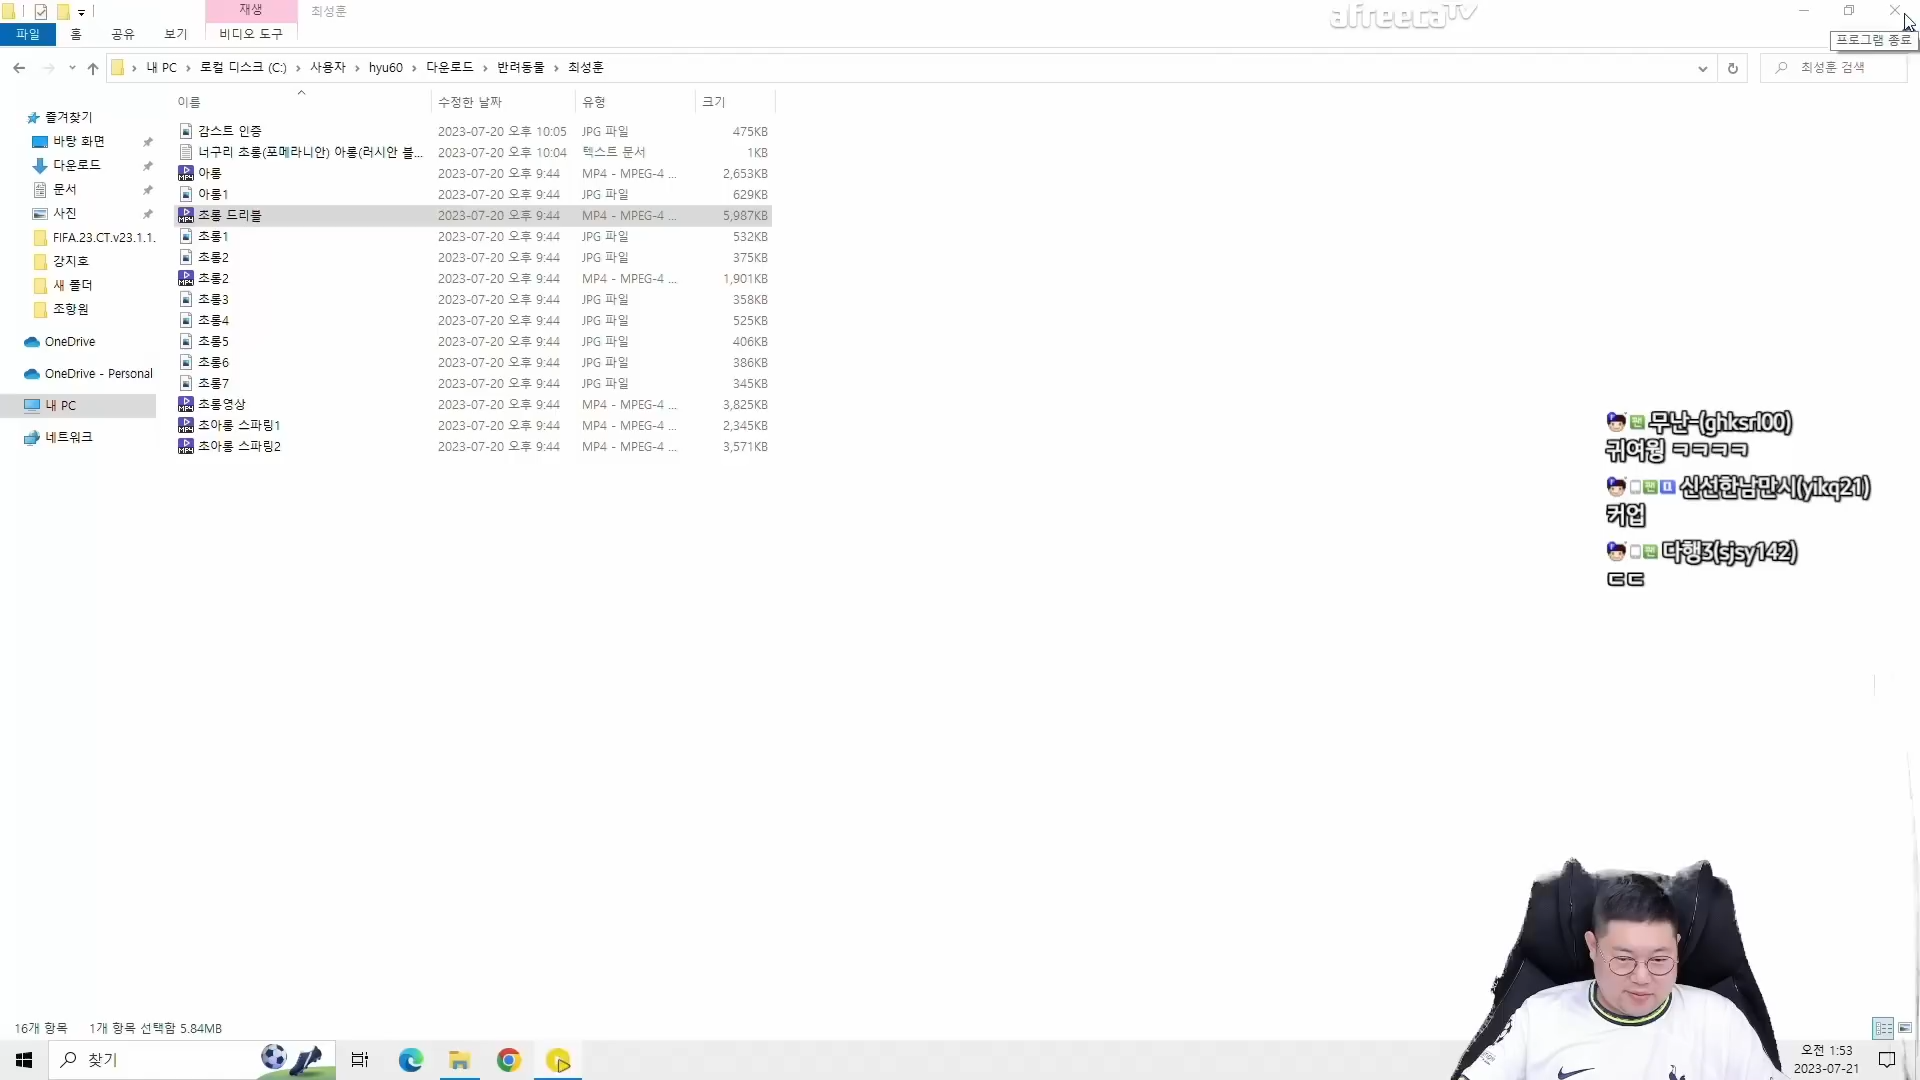 재생
최성훈
afreecaTV
파일
홈
공유
보기
비디오 도구
프로그램 종료
내 PC › 로컬 디스크 (C:) › 사용자 › hyu60 › 다운로드 › 반려동물 › 최성훈
최성훈 검색
이름
수정한 날짜
유형
크기
즐겨찾기
바탕 화면
다운로드
문서
사진
FIFA.23.CT.v23.1.1.
강지호
새 폴더
조항원
OneDrive
OneDrive - Personal
내 PC
네트워크
감스트 인증 2023-07-20 오후 10:05 JPG 파일 475KB
너구리 초롱(포메라니안) 아롱(러시안 블... 2023-07-20 오후 10:04 텍스트 문서 1KB
아롱 2023-07-20 오후 9:44 MP4 - MPEG-4 ... 2,653KB
아롱1 2023-07-20 오후 9:44 JPG 파일 629KB
초롱 드리블 2023-07-20 오후 9:44 MP4 - MPEG-4 ... 5,987KB
초롱1 2023-07-20 오후 9:44 JPG 파일 532KB
초롱2 2023-07-20 오후 9:44 JPG 파일 375KB
초롱2 2023-07-20 오후 9:44 MP4 - MPEG-4 ... 1,901KB
초롱3 2023-07-20 오후 9:44 JPG 파일 358KB
초롱4 2023-07-20 오후 9:44 JPG 파일 525KB
초롱5 2023-07-20 오후 9:44 JPG 파일 406KB
초롱6 2023-07-20 오후 9:44 JPG 파일 386KB
초롱7 2023-07-20 오후 9:44 JPG 파일 345KB
초롱영상 2023-07-20 오후 9:44 MP4 - MPEG-4 ... 3,825KB
초아롱 스파링1 2023-07-20 오후 9:44 MP4 - MPEG-4 ... 2,345KB
초아롱 스파링2 2023-07-20 오후 9:44 MP4 - MPEG-4 ... 3,571KB
팬 무난-(ghksrl00)
귀여웡 ㅋㅋㅋㅋ
팬 신선한남만시(yikq21)
커업
팬 다행3(sjsy142)
ㄷㄷ
16개 항목 1개 항목 선택함 5.84MB
찾기
오전 1:53
2023-07-21